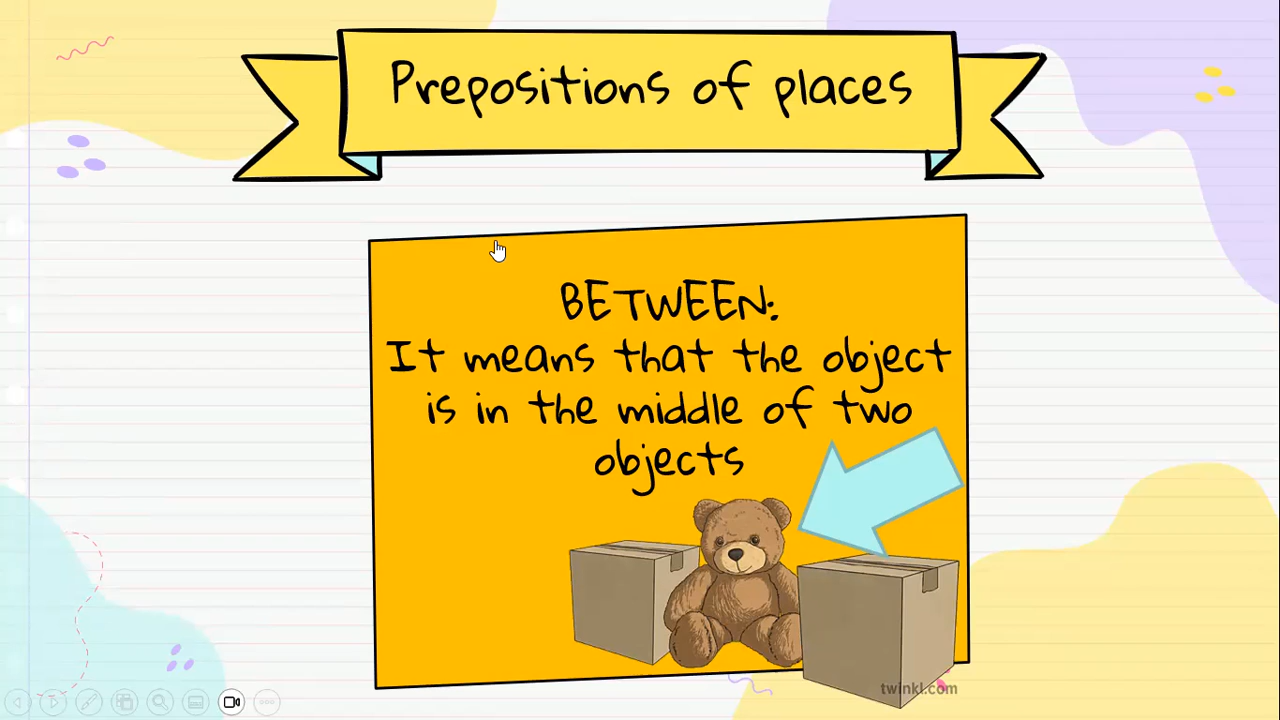 Prepositions of places
BETWEEN:
It means that the object
is in the middle of two
objects
twinkl.com